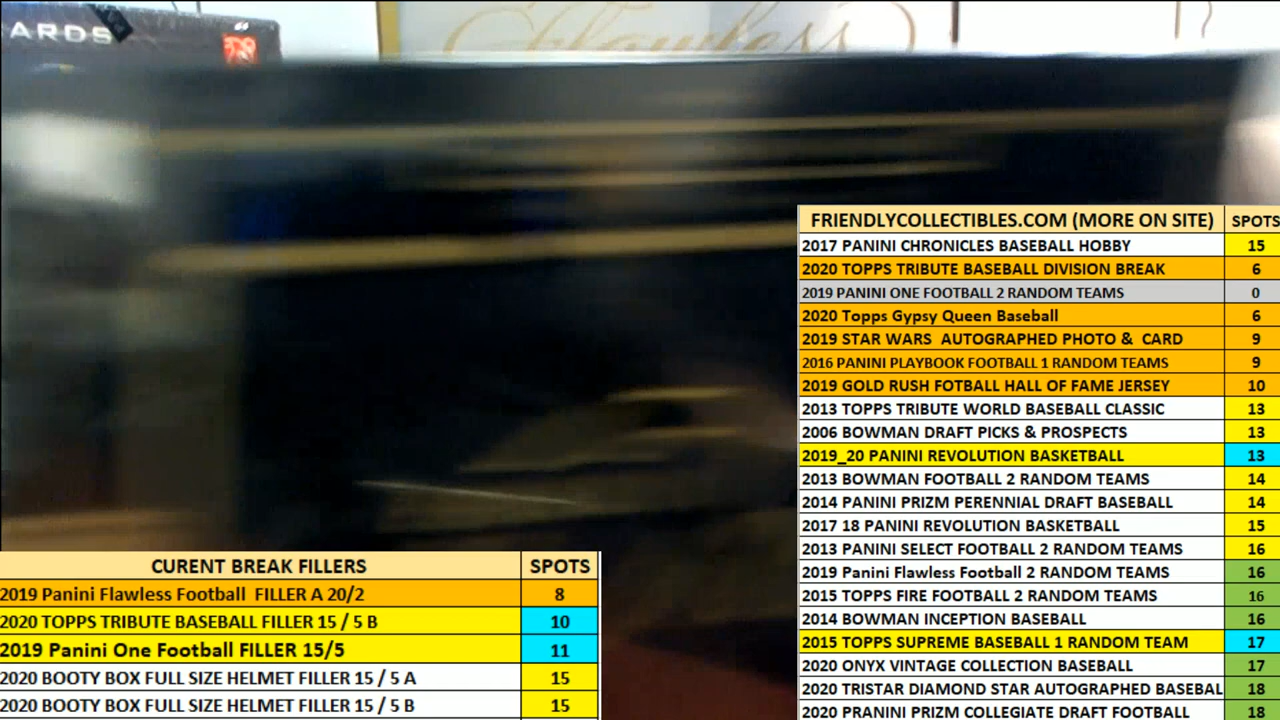 ARDS
Flawless
FRIENDLYCOLLECTIBLES.COM (MORE ON SITE) SPOTS
2017 PANINI CHRONICLES BASEBALL HOBBY 15
2020 TOPPS TRIBUTE BASEBALL DIVISION BREAK 6
2019 PANINI ONE FOOTBALL 2 RANDOM TEAMS 0
2020 Topps Gypsy Queen Baseball 6
2019 STAR WARS AUTOGRAPHED PHOTO & CARD 9
2016 PANINI PLAYBOOK FOOTBALL 1 RANDOM TEAMS 9
2019 GOLD RUSH FOTBALL HALL OF FAME JERSEY 10
2013 TOPPS TRIBUTE WORLD BASEBALL CLASSIC 13
2006 BOWMAN DRAFT PICKS & PROSPECTS 13
2019_20 PANINI REVOLUTION BASKETBALL 13
2013 BOWMAN FOOTBALL 2 RANDOM TEAMS 14
2014 PANINI PRIZM PERENNIAL DRAFT BASEBALL 14
2017 18 PANINI REVOLUTION BASKETBALL 15
2013 PANINI SELECT FOOTBALL 2 RANDOM TEAMS 16
2019 Panini Flawless Football 2 RANDOM TEAMS 16
2015 TOPPS FIRE FOOTBALL 2 RANDOM TEAMS 16
2014 BOWMAN INCEPTION BASEBALL 16
2015 TOPPS SUPREME BASEBALL 1 RANDOM TEAM 17
2020 ONYX VINTAGE COLLECTION BASEBALL 17
2020 TRISTAR DIAMOND STAR AUTOGRAPHED BASEBAL 18
2020 PRANINI PRIZM COLLEGIATE DRAFT FOOTBALL 18
CURENT BREAK FILLERS SPOTS
2019 Panini Flawless Football FILLER A 20/2 8
2020 TOPPS TRIBUTE BASEBALL FILLER 15 / 5 B 10
2019 Panini One Football FILLER 15/5 11
2020 BOOTY BOX FULL SIZE HELMET FILLER 15 / 5 A 15
2020 BOOTY BOX FULL SIZE HELMET FILLER 15 / 5 B 15